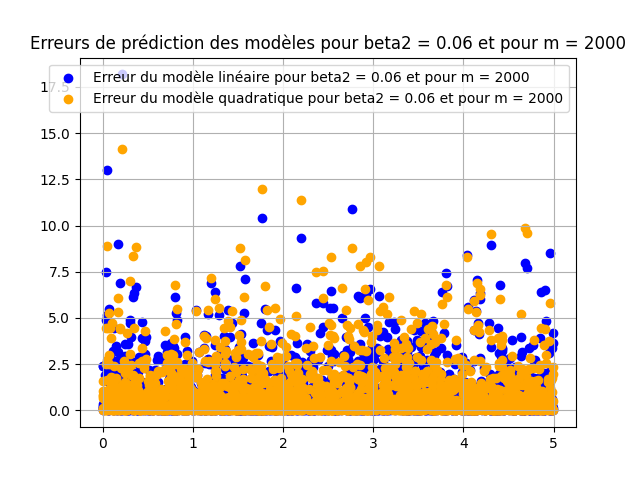 Erreurs de prédiction des modèles pour beta2 = 0.06 et pour m = 2000
Erreur du modèle linéaire pour beta2 = 0.06 et pour m = 2000
Erreur du modèle quadratique pour beta2 = 0.06 et pour m = 2000
17.5
15.0
12.5
10.0
7.5
5.0
2.5
0.0
0 1 2 3 4 5